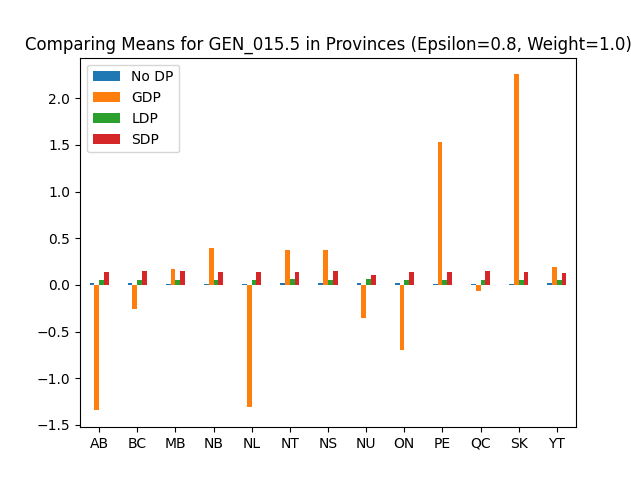 Comparing Means for GEN_015.5 in Provinces (Epsilon=0.8, Weight=1.0)
No DP
GDP
LDP
SDP
2.0
1.5
1.0
0.5
0.0
−0.5
−1.0
−1.5
AB BC MB NB NL NT NS NU ON PE QC SK YT